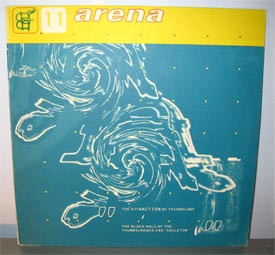 11 arena
THE ATTRACTION OF TECHNOLOGY
THE BLACK HOLE OF THE
THUMBSCREWED EXO-SKELETON